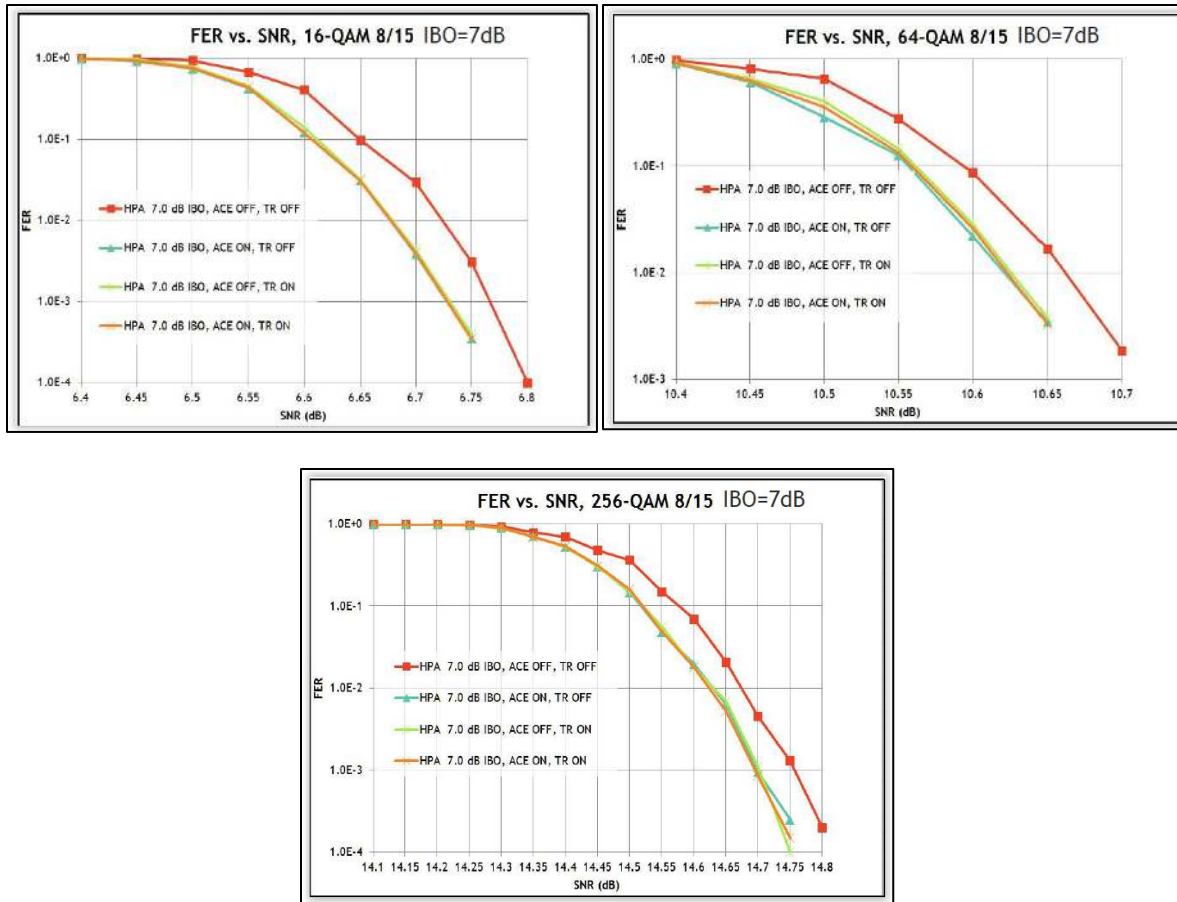 FER vs. SNR, 16-QAM 8/15 IBO=7dB
1.0E+0
1.0E-1
1.0E-2
1.0E-3
1.0E-4
FER
HPA 7.0 dB IBO, ACE OFF, TR OFF
HPA 7.0 dB IBO, ACE ON, TR OFF
HPA 7.0 dB IBO, ACE OFF, TR ON
HPA 7.0 dB IBO, ACE ON, TR ON
6.4 6.45 6.5 6.55 6.6 6.65 6.7 6.75 6.8
SNR (dB)
FER vs. SNR, 64-QAM 8/15 IBO=7dB
1.0E+0
1.0E-1
1.0E-2
1.0E-3
FER
HPA 7.0 dB IBO, ACE OFF, TR OFF
HPA 7.0 dB IBO, ACE ON, TR OFF
HPA 7.0 dB IBO, ACE OFF, TR ON
HPA 7.0 dB IBO, ACE ON, TR ON
10.4 10.45 10.5 10.55 10.6 10.65 10.7
SNR (dB)
FER vs. SNR, 256-QAM 8/15 IBO=7dB
1.0E+0
1.0E-1
1.0E-2
1.0E-3
1.0E-4
FER
HPA 7.0 dB IBO, ACE OFF, TR OFF
HPA 7.0 dB IBO, ACE ON, TR OFF
HPA 7.0 dB IBO, ACE OFF, TR ON
HPA 7.0 dB IBO, ACE ON, TR ON
14.1 14.15 14.2 14.25 14.3 14.35 14.4 14.45 14.5 14.55 14.6 14.65 14.7 14.75 14.8
SNR (dB)